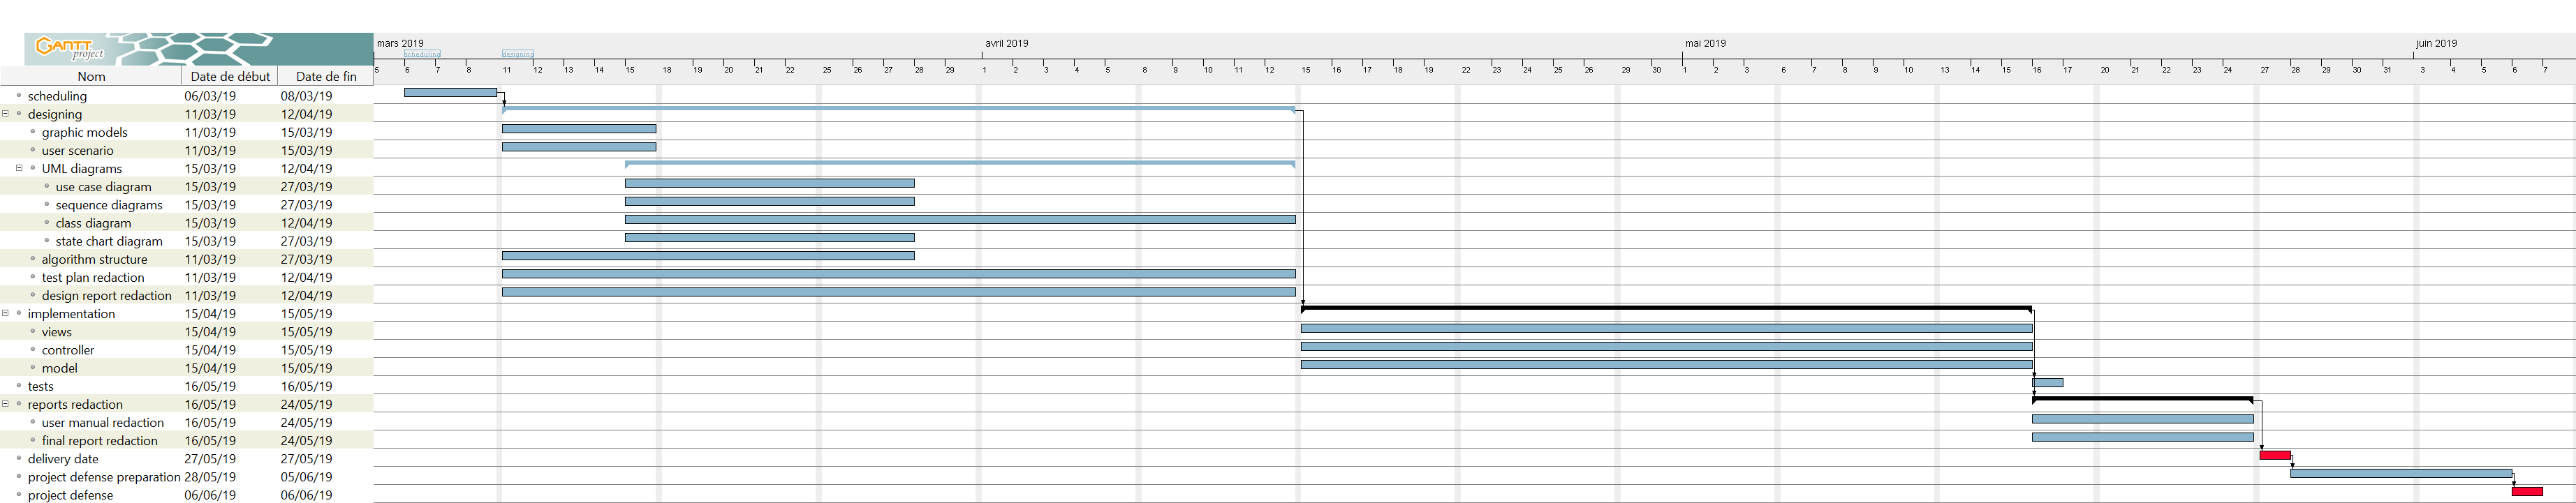 mars 2019 avril 2019 mai 2019 juin 2019
GANTT project
scheduling designing
Nom Date de début Date de fin 5 6 7 8 11 12 13 14 15 18 19 20 21 22 25 26 27 28 29 1 2 3 4 5 8 9 10 11 12 15 16 17 18 19 22 23 24 25 26 29 30 1 2 3 6 7 8 9 10 13 14 15 16 17 20 21 22 23 24 27 28 29 30 31 3 4 5 6 7
scheduling 06/03/19 08/03/19
designing 11/03/19 12/04/19
graphic models 11/03/19 15/03/19
user scenario 11/03/19 15/03/19
UML diagrams 15/03/19 12/04/19
use case diagram 15/03/19 27/03/19
sequence diagrams 15/03/19 27/03/19
class diagram 15/03/19 12/04/19
state chart diagram 15/03/19 27/03/19
algorithm structure 11/03/19 27/03/19
test plan redaction 11/03/19 12/04/19
design report redaction 11/03/19 12/04/19
implementation 15/04/19 15/05/19
views 15/04/19 15/05/19
controller 15/04/19 15/05/19
model 15/04/19 15/05/19
tests 16/05/19 16/05/19
reports redaction 16/05/19 24/05/19
user manual redaction 16/05/19 24/05/19
final report redaction 16/05/19 24/05/19
delivery date 27/05/19 27/05/19
project defense preparation 28/05/19 05/06/19
project defense 06/06/19 06/06/19